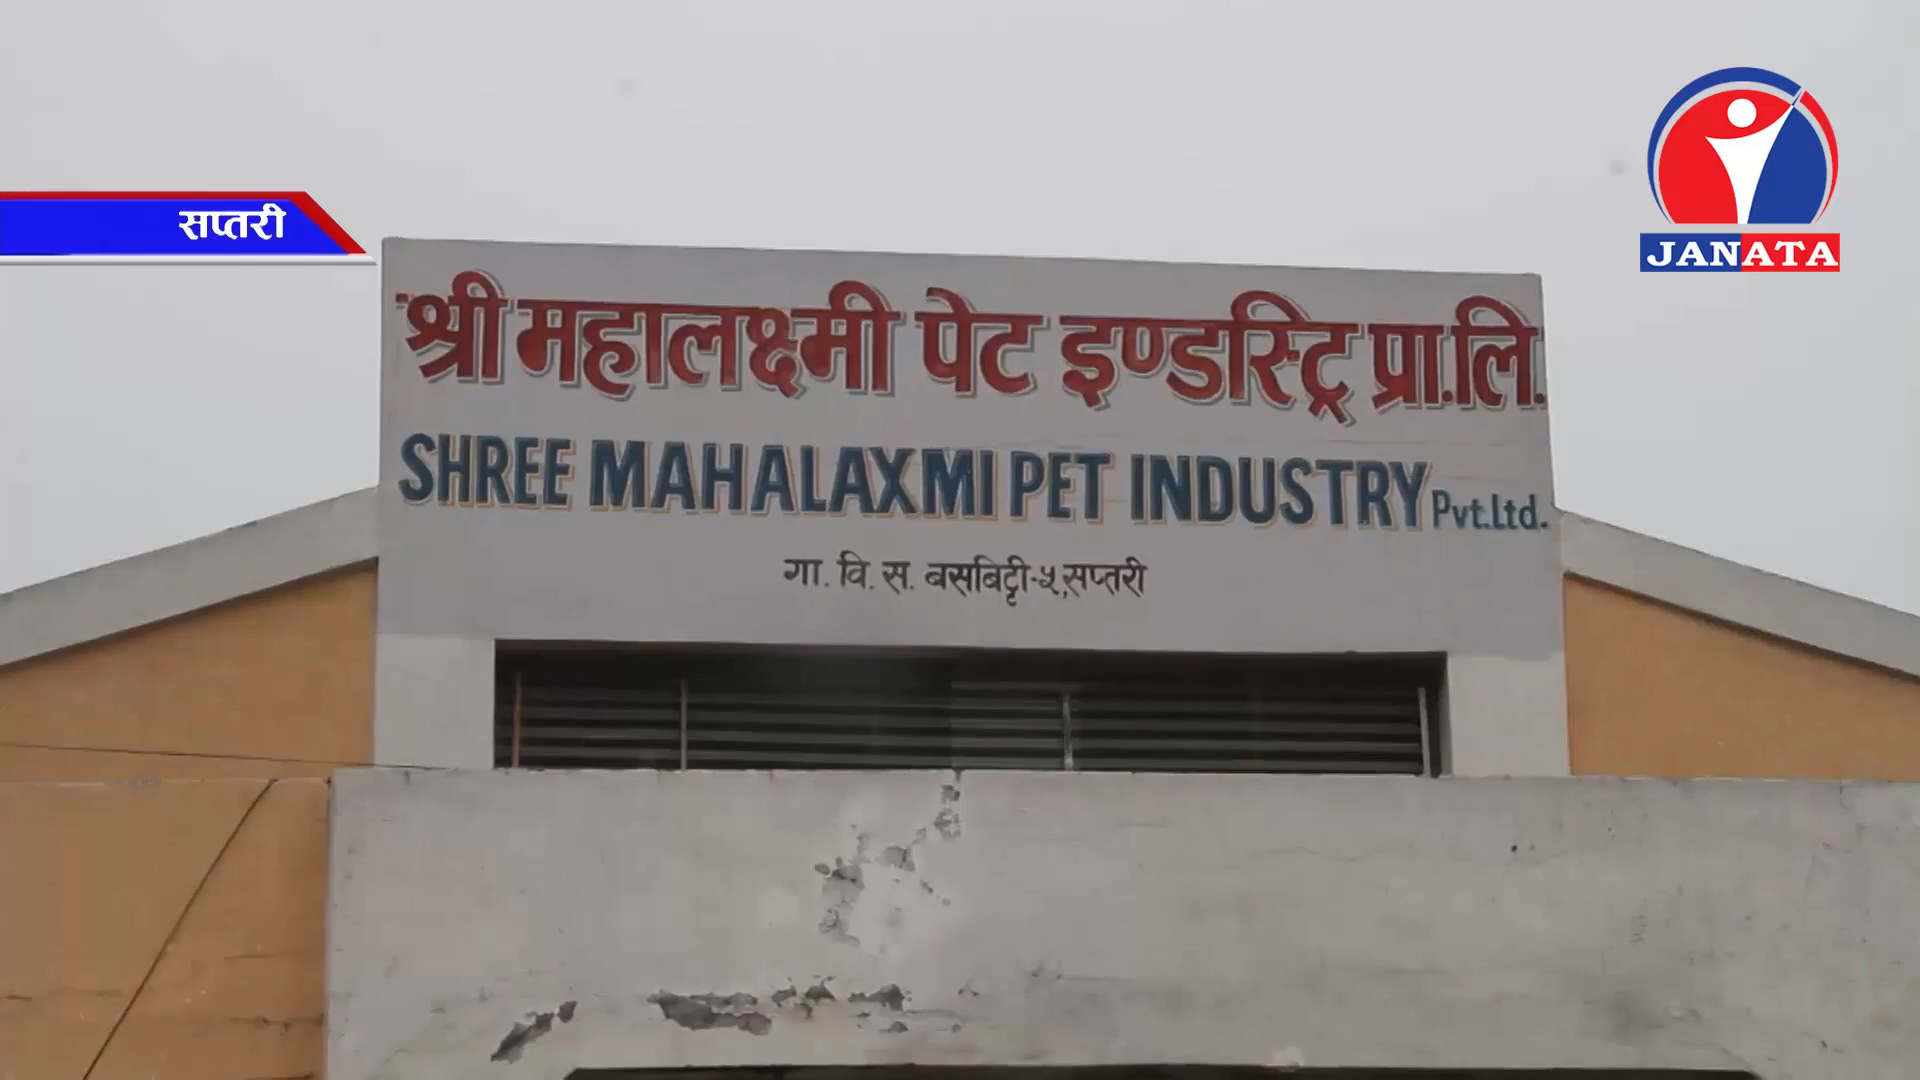 सप्तरी
JANATA
श्री महालक्ष्मी पेट इण्डस्ट्रि प्रा.लि.
SHREE MAHALAXMI PET INDUSTRY Pvt.Ltd.
गा. वि. स. बसबिट्टी-५,सप्तरी